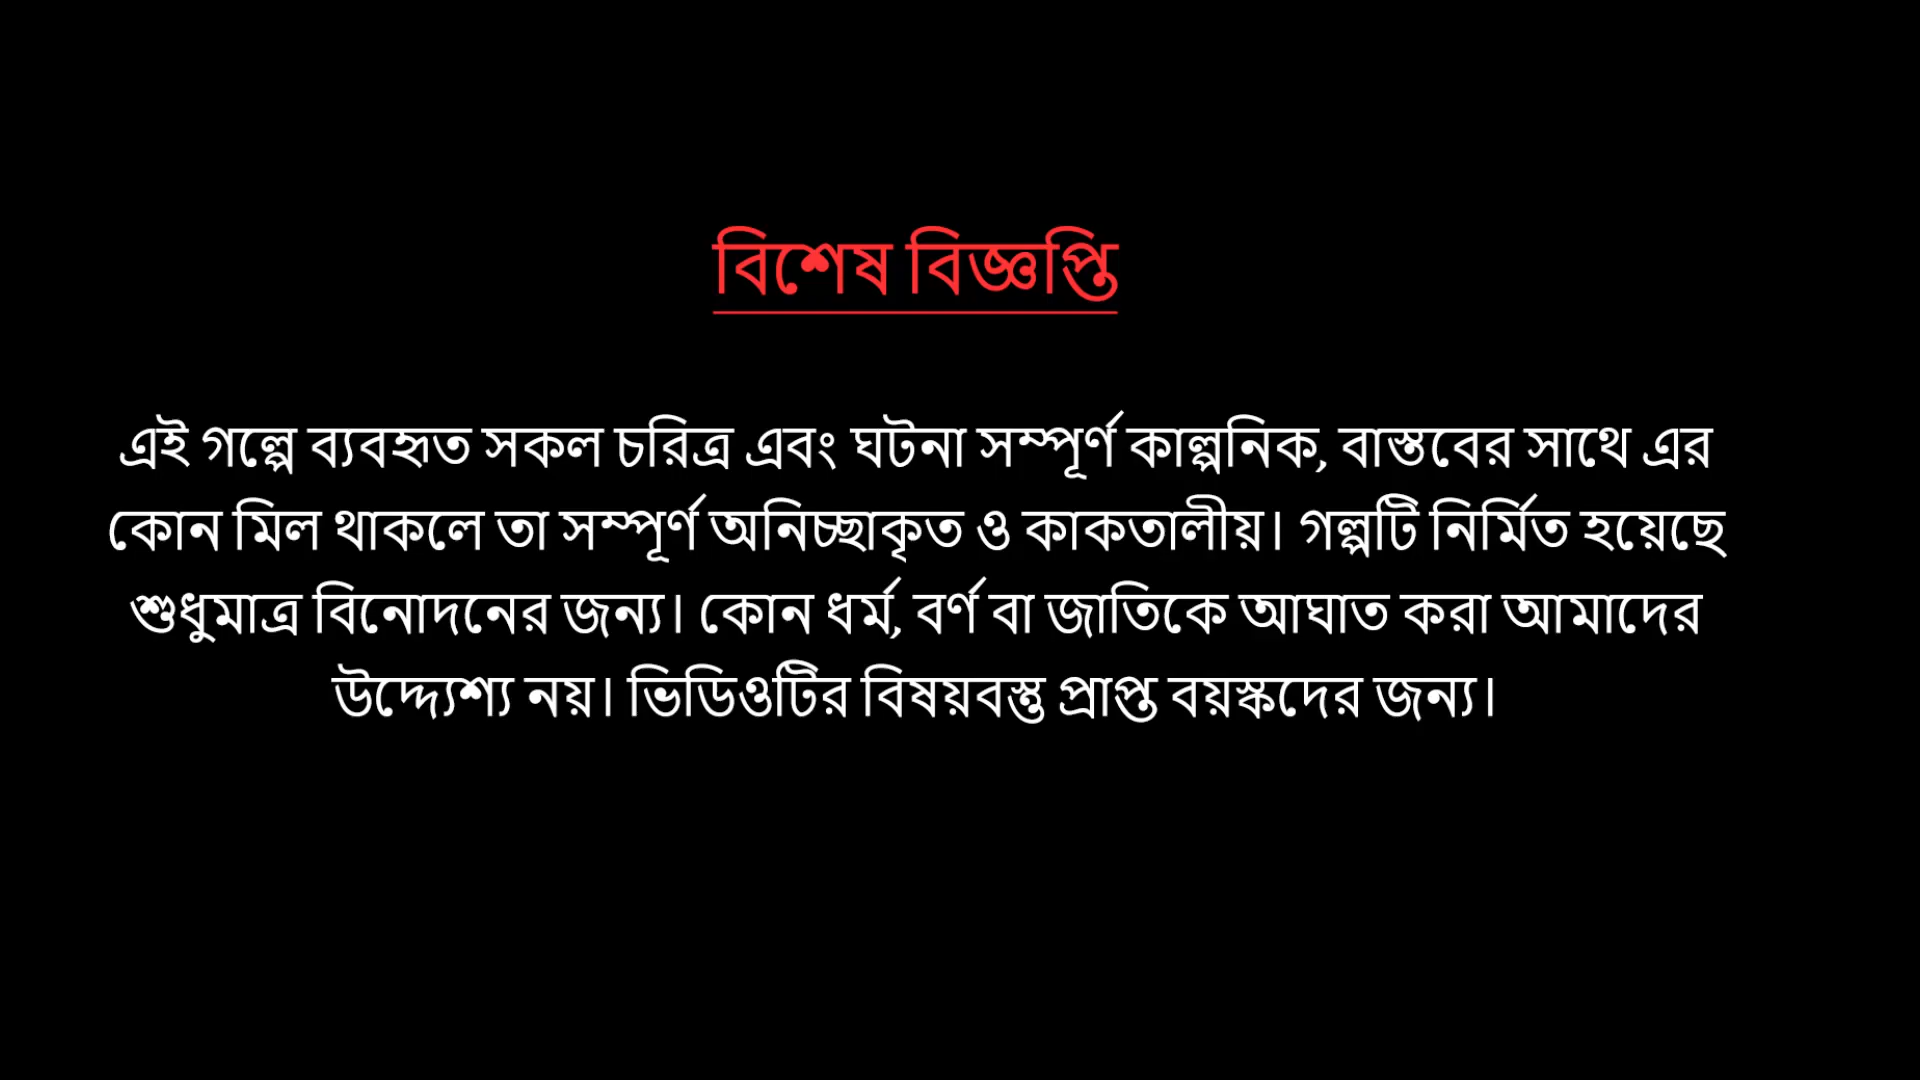 বিশেষ বিজ্ঞপ্তি
এই গল্পে ব্যবহৃত সকল চরিত্র এবং ঘটনা সম্পূর্ণ কাল্পনিক, বাস্তবের সাথে এর
কোন মিল থাকলে তা সম্পূর্ণ অনিচ্ছাকৃত ও কাকতালীয়। গল্পটি নির্মিত হয়েছে
শুধুমাত্র বিনোদনের জন্য। কোন ধর্ম, বর্ণ বা জাতিকে আঘাত করা আমাদের
উদ্দ্যেশ্য নয়। ভিডিওটির বিষয়বস্তু প্রাপ্ত বয়স্কদের জন্য।